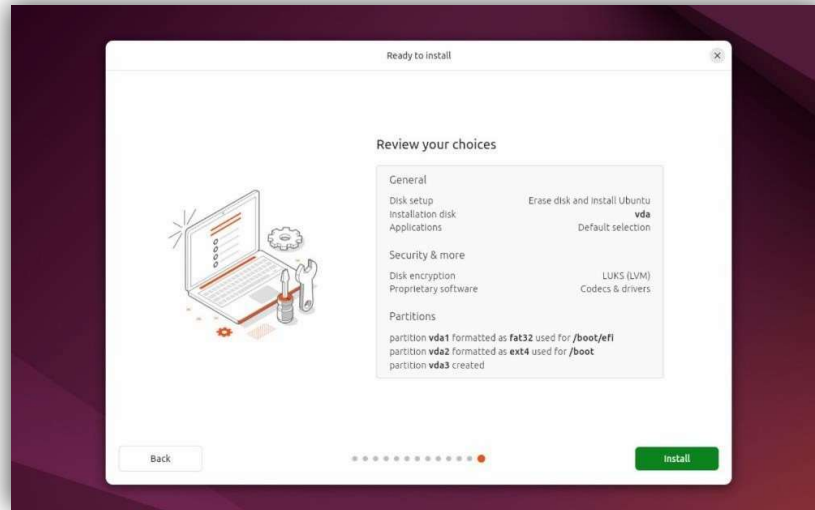 Ready to install
Review your choices
General
Disk setup Erase disk and install Ubuntu
Installation disk vda
Applications Default selection
Security & more
Disk encryption LUKS (LVM)
Proprietary software Codecs & drivers
Partitions
partition vda1 formatted as fat32 used for /boot/efi
partition vda2 formatted as ext4 used for /boot
partition vda3 created
Back Install